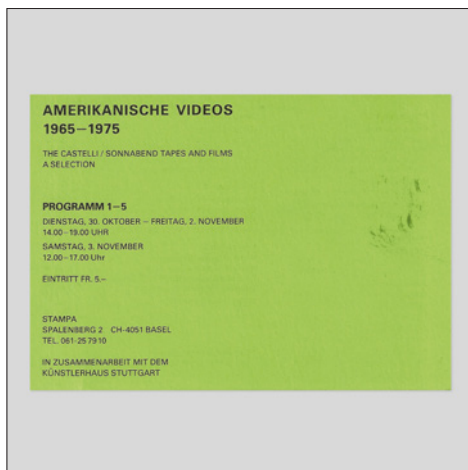 AMERIKANISCHE VIDEOS
1965–1975
THE CASTELLI / SONNABEND TAPES AND FILMS
A SELECTION
PROGRAMM 1–5
DIENSTAG, 30. OKTOBER – FREITAG, 2. NOVEMBER
14.00–19.00 UHR
SAMSTAG, 3. NOVEMBER
12.00–17.00 Uhr
EINTRITT FR. 5.–
STAMPA
SPALENBERG 2 CH-4051 BASEL
TEL. 061-25 79 10
IN ZUSAMMENARBEIT MIT DEM
KÜNSTLERHAUS STUTTGART